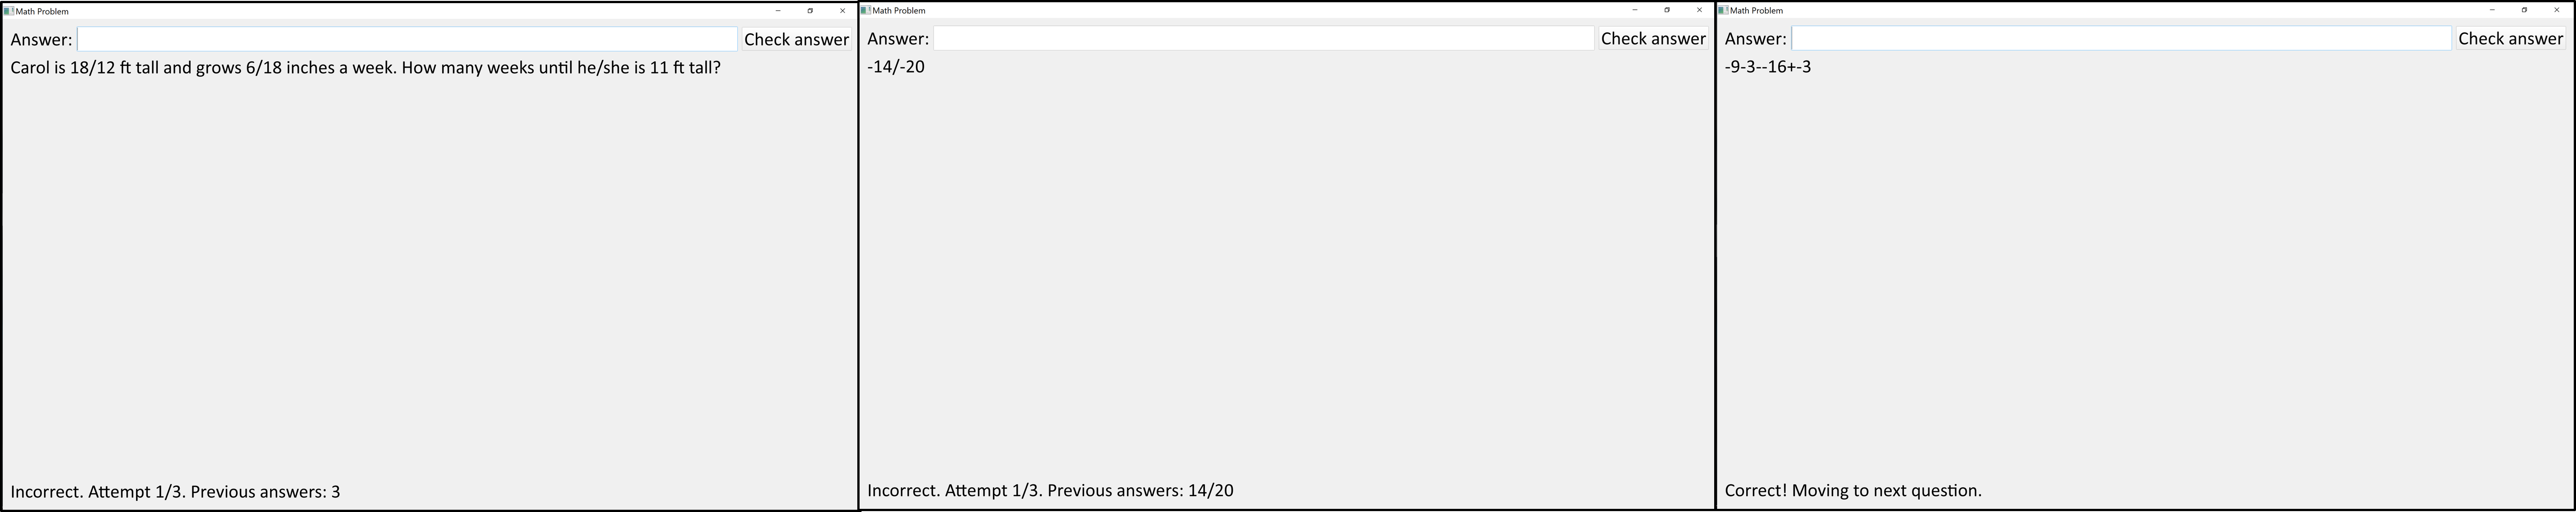 Math Problem
Answer: Check answer
Carol is 18/12 ft tall and grows 6/18 inches a week. How many weeks until he/she is 11 ft tall?
Incorrect. Attempt 1/3. Previous answers: 3
Math Problem
Answer: Check answer
-14/-20
Incorrect. Attempt 1/3. Previous answers: 14/20
Math Problem
Answer: Check answer
-9-3--16+-3
Correct! Moving to next question.